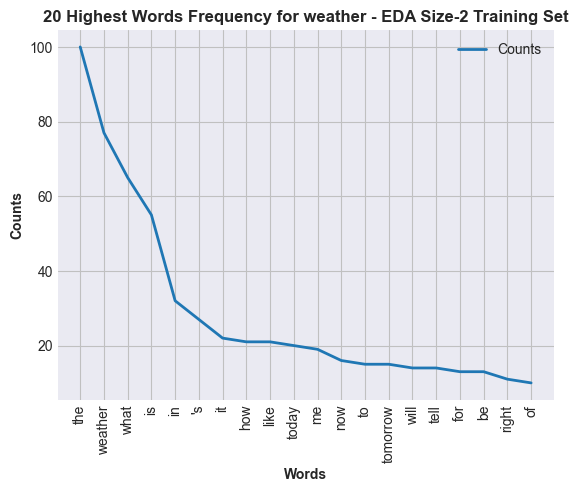 20 Highest Words Frequency for weather - EDA Size-2 Training Set
Counts
100
80
60
40
20
Counts
the
weather
what
is
in
's
it
how
like
today
me
now
to
tomorrow
will
tell
for
be
right
of
Words